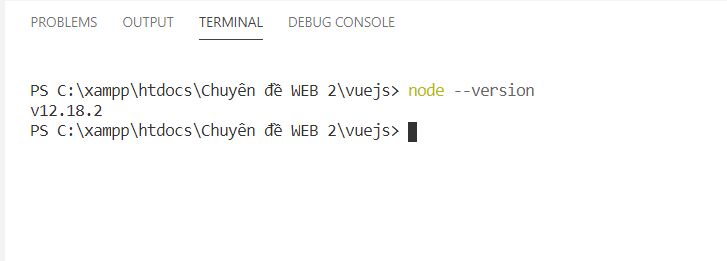 PROBLEMS OUTPUT TERMINAL DEBUG CONSOLE
PS C:\xampp\htdocs\Chuyên đề WEB 2\vuejs> node --version
v12.18.2
PS C:\xampp\htdocs\Chuyên đề WEB 2\vuejs>